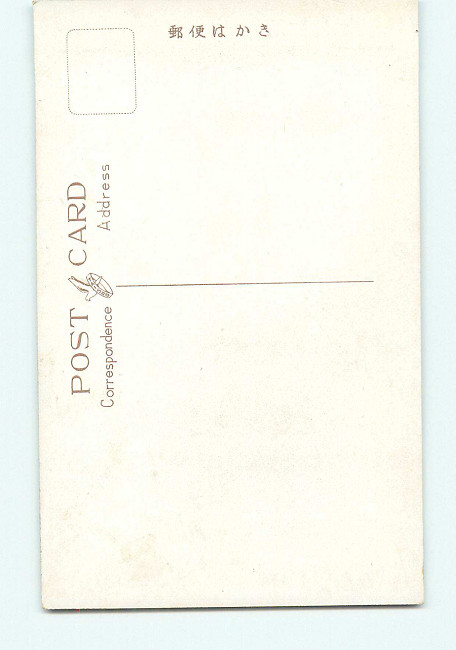 郵便はかき
POST CARD
Correspondence
Address